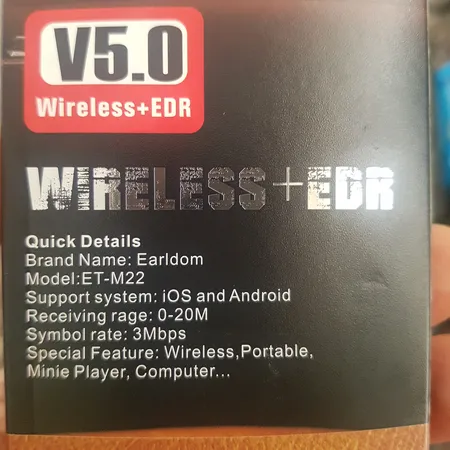 V5.0
Wireless+EDR
WIRELESS+EDR
Quick Details
Brand Name: Earldom
Model:ET-M22
Support system: iOS and Android
Receiving rage: 0-20M
Symbol rate: 3Mbps
Special Feature: Wireless,Portable,
Minie Player, Computer...